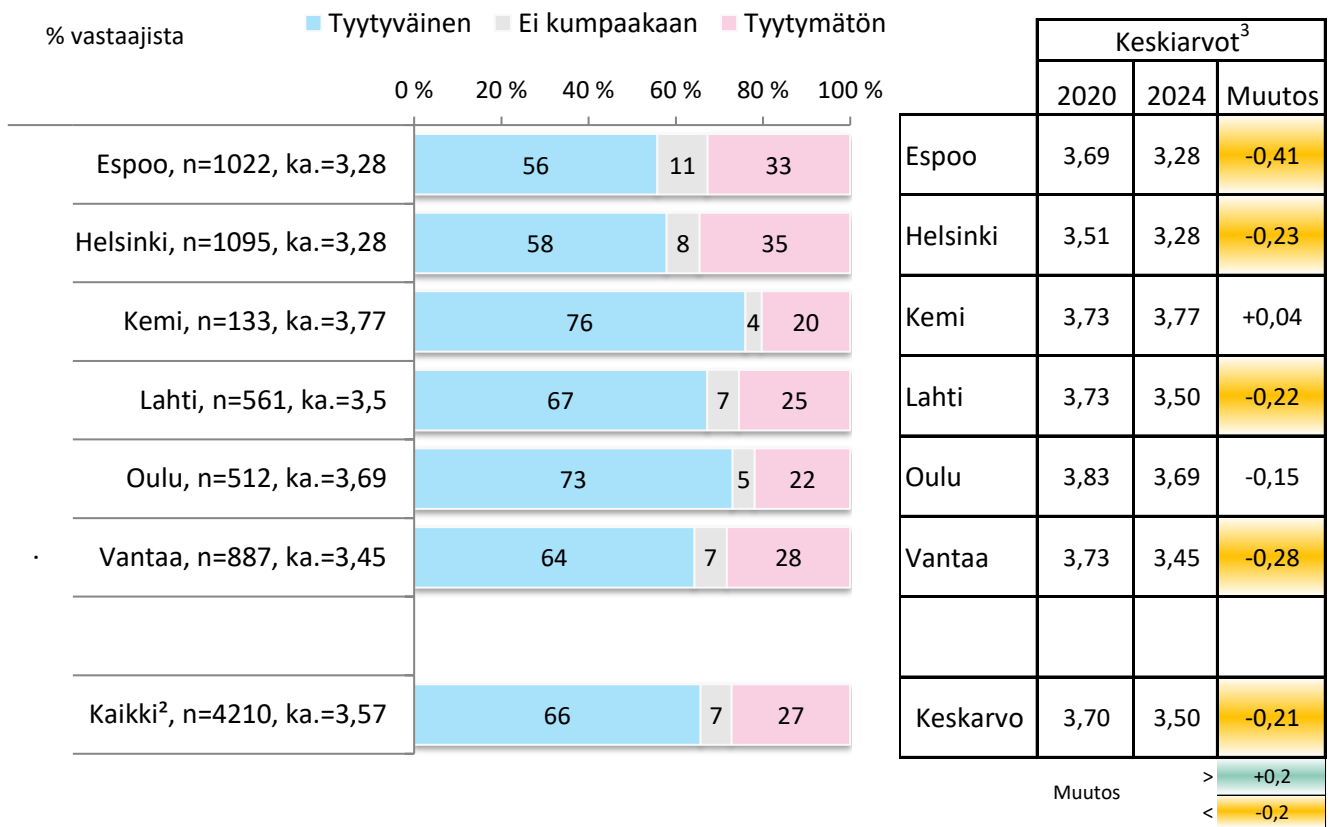 % vastaajista
Tyytyväinen Ei kumpaakaan Tyytymätön
0 % 20 % 40 % 60 % 80 % 100 %
Keskiarvot³
2020 2024 Muutos
Espoo, n=1022, ka.=3,28 56 11 33 Espoo 3,69 3,28 -0,41
Helsinki, n=1095, ka.=3,28 58 8 35 Helsinki 3,51 3,28 -0,23
Kemi, n=133, ka.=3,77 76 4 20 Kemi 3,73 3,77 +0,04
Lahti, n=561, ka.=3,5 67 7 25 Lahti 3,73 3,50 -0,22
Oulu, n=512, ka.=3,69 73 5 22 Oulu 3,83 3,69 -0,15
Vantaa, n=887, ka.=3,45 64 7 28 Vantaa 3,73 3,45 -0,28
Kaikki², n=4210, ka.=3,57 66 7 27 Keskarvo 3,70 3,50 -0,21
Muutos > +0,2
< -0,2